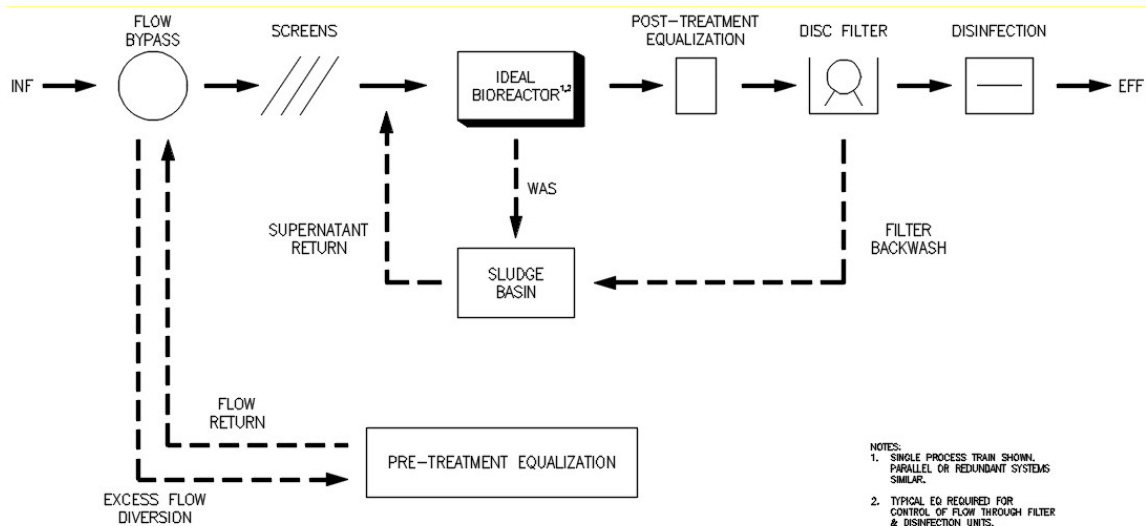 FLOW
BYPASS
SCREENS
POST-TREATMENT
EQUALIZATION
DISC FILTER
DISINFECTION
INF
IDEAL
BIOREACTOR¹,²
EFF
WAS
SUPERNATANT
RETURN
FILTER
BACKWASH
SLUDGE
BASIN
FLOW
RETURN
PRE-TREATMENT EQUALIZATION
EXCESS FLOW
DIVERSION
NOTES:
1. SINGLE PROCESS TRAIN SHOWN.
PARALLEL OR REDUNDANT SYSTEMS
SIMILAR.
2. TYPICAL EQ REQUIRED FOR
CONTROL OF FLOW THROUGH FILTER
& DISINFECTION UNITS.